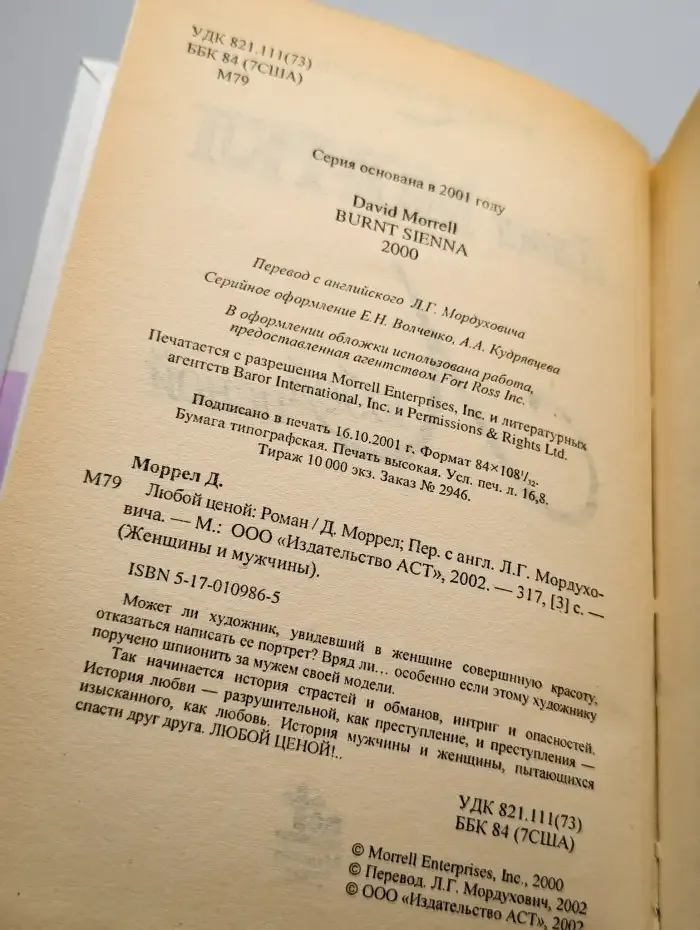 УДК 821.111(73)
ББК 84 (7США)
М79
Серия основана в 2001 году
David Morrell
BURNT SIENNA
2000
Перевод с английского Л.Г. Мордуховича
Серийное оформление Е.Н. Волченко, А.А. Кудрявцева
В оформлении обложки использована работа,
предоставленная агентством Fort Ross Inc.
Печатается с разрешения Morrell Enterprises, Inc. и литературных
агентств Baror International, Inc. и Permissions & Rights Ltd.
Подписано в печать 16.10.2001 г. Формат 84×108 1/32.
Бумага типографская. Печать высокая. Усл. печ. л. 16,8.
Тираж 10 000 экз. Заказ № 2946.
Моррел Д.
М79 Любой ценой: Роман / Д. Моррел; Пер. с англ. Л.Г. Мордухо-
вича. — М.: ООО «Издательство АСТ», 2002. — 317, [3] с. —
(Женщины и мужчины).
ISBN 5-17-010986-5
Может ли художник, увидевший в женщине совершнную красоту,
отказаться написать ее портрет? Вряд ли... особенно если этому художнику
поручено шпионить за мужем своей модели.
Так начинается история страстей и обманов, интриг и опасностей.
История любви — разрушительной, как преступление, и преступления —
изысканного, как любовь. История мужчины и женщины, пытающихся
спасти друг друга. ЛЮБОЙ ЦЕНОЙ!..
УДК 821.111(73)
ББК 84 (7США)
© Morrell Enterprises, Inc., 2000
© Перевод. Л.Г. Мордухович, 2002
© ООО «Издательство АСТ», 2002